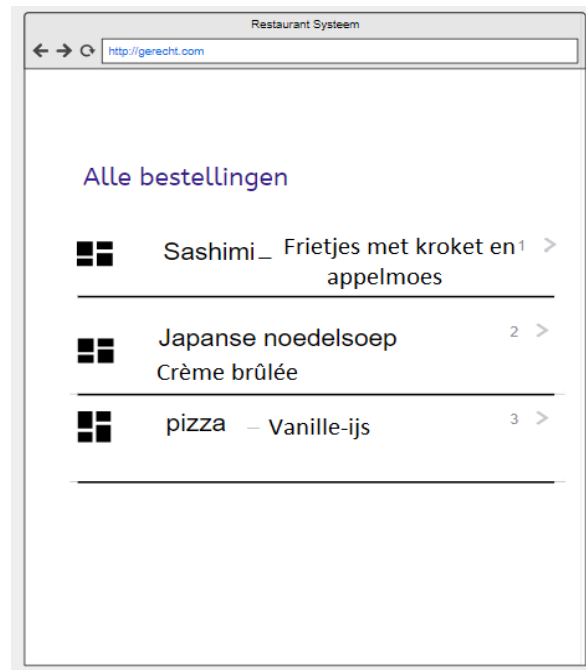 Restaurant Systeem
http://gerecht.com
Alle bestellingen
Sashimi – Frietjes met kroket en 1 >
appelmoes
Japanse noedelsoep 2 >
Crème brûlée
pizza – Vanille-ijs 3 >